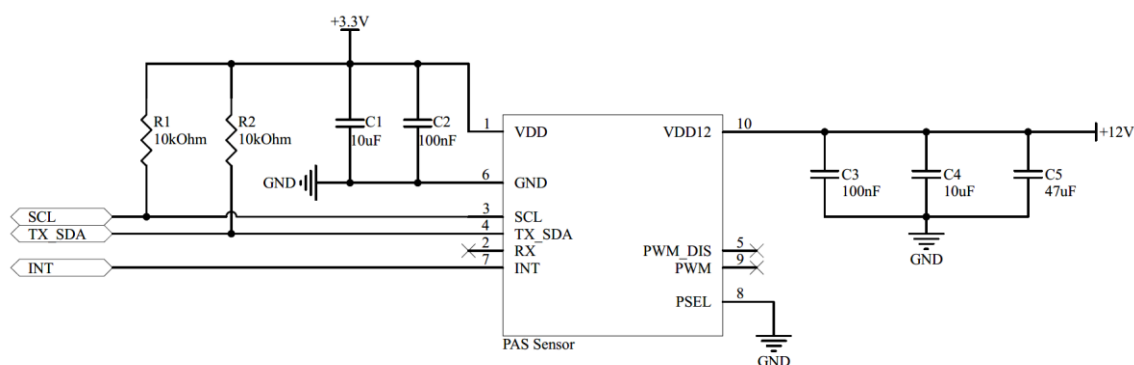 +3.3V
R1
10kOhm
R2
10kOhm
C1
10uF
C2
100nF
1
VDD
VDD12
10
+12V
GND
6
GND
C3
100nF
C4
10uF
C5
47uF
SCL
3
SCL
TX_SDA
4
TX_SDA
2
RX
PWM_DIS
5
INT
7
INT
PWM
9
GND
PSEL
8
PAS Sensor
GND